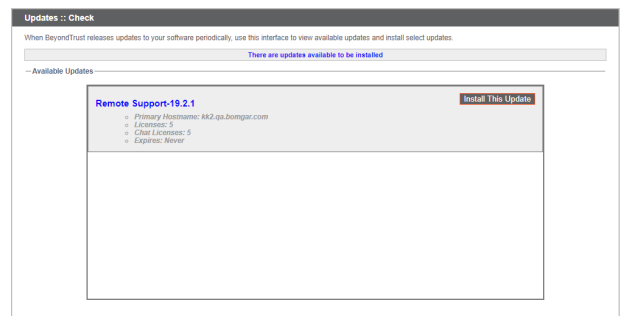 Updates :: Check
When BeyondTrust releases updates to your software periodically, use this interface to view available updates and install select updates.
There are updates available to be installed
Available Updates
Remote Support-19.2.1
Install This Update
Primary Hostname: kk2.qa.bomgar.com
Licenses: 5
Chat Licenses: 5
Expires: Never